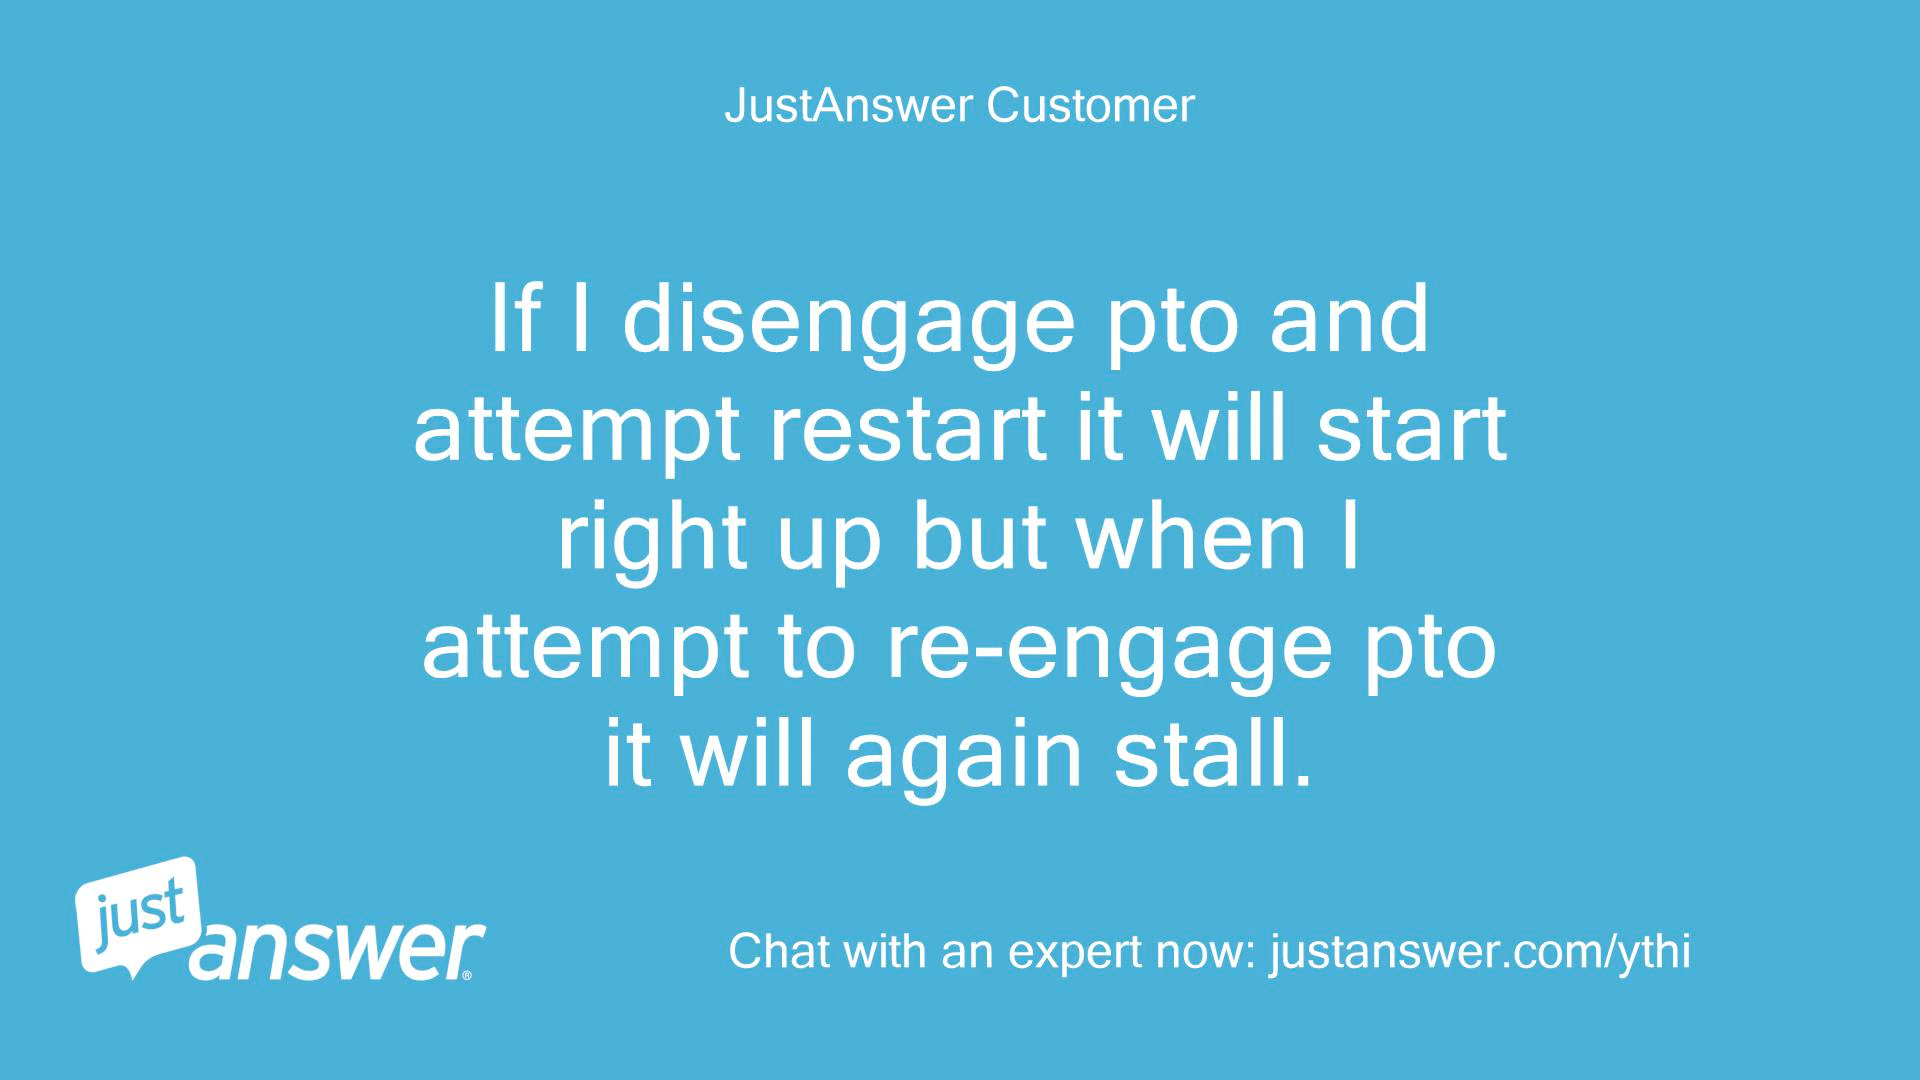 JustAnswer Customer
If I disengage pto and
attempt restart it will start
right up but when I
attempt to re-engage pto
it will again stall.
just
answer®
Chat with an expert now: justanswer.com/ythi